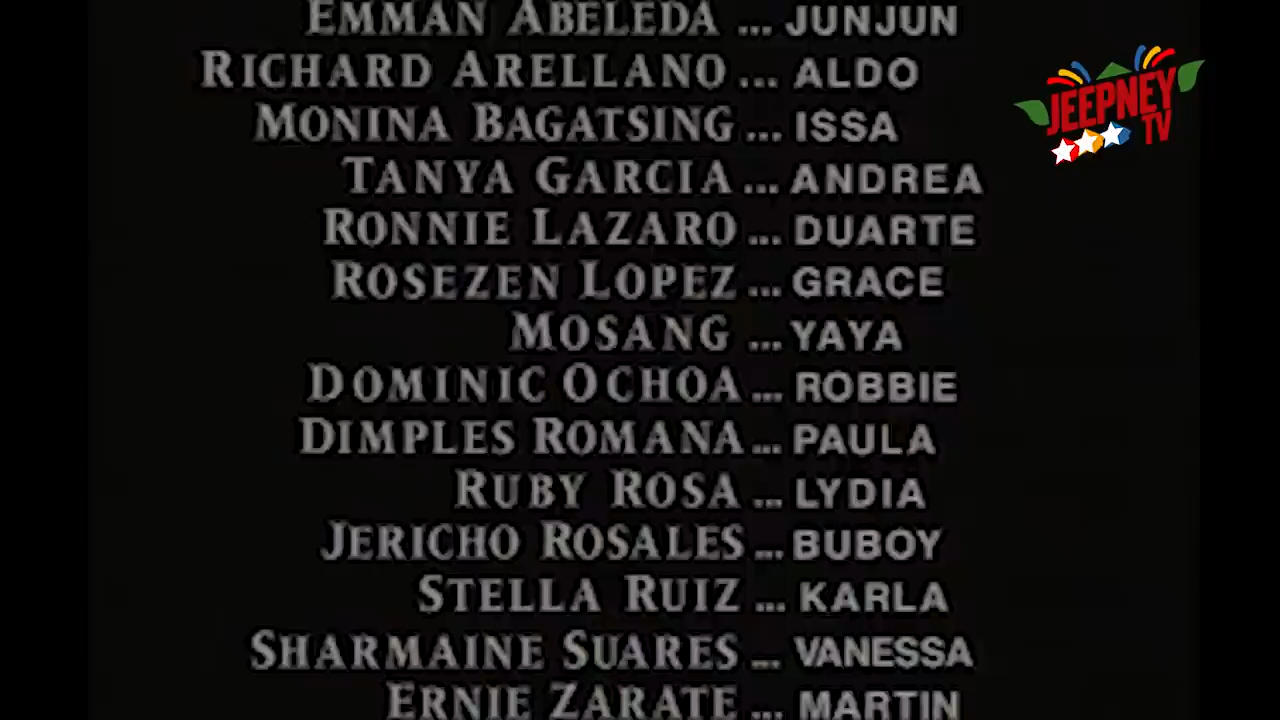 EMMAN ABELEDA ... JUNJUN
RICHARD ARELLANO ... ALDO
MONINA BAGATSING ... ISSA
TANYA GARCIA ... ANDREA
RONNIE LAZARO ... DUARTE
ROSEZEN LOPEZ ... GRACE
MOSANG ... YAYA
DOMINIC OCHOA ... ROBBIE
DIMPLES ROMANA ... PAULA
RUBY ROSA ... LYDIA
JERICHO ROSALES ... BUBOY
STELLA RUIZ ... KARLA
SHARMAINE SUARES ... VANESSA
ERNIE ZARATE ... MARTIN
JEEPNEY
TV